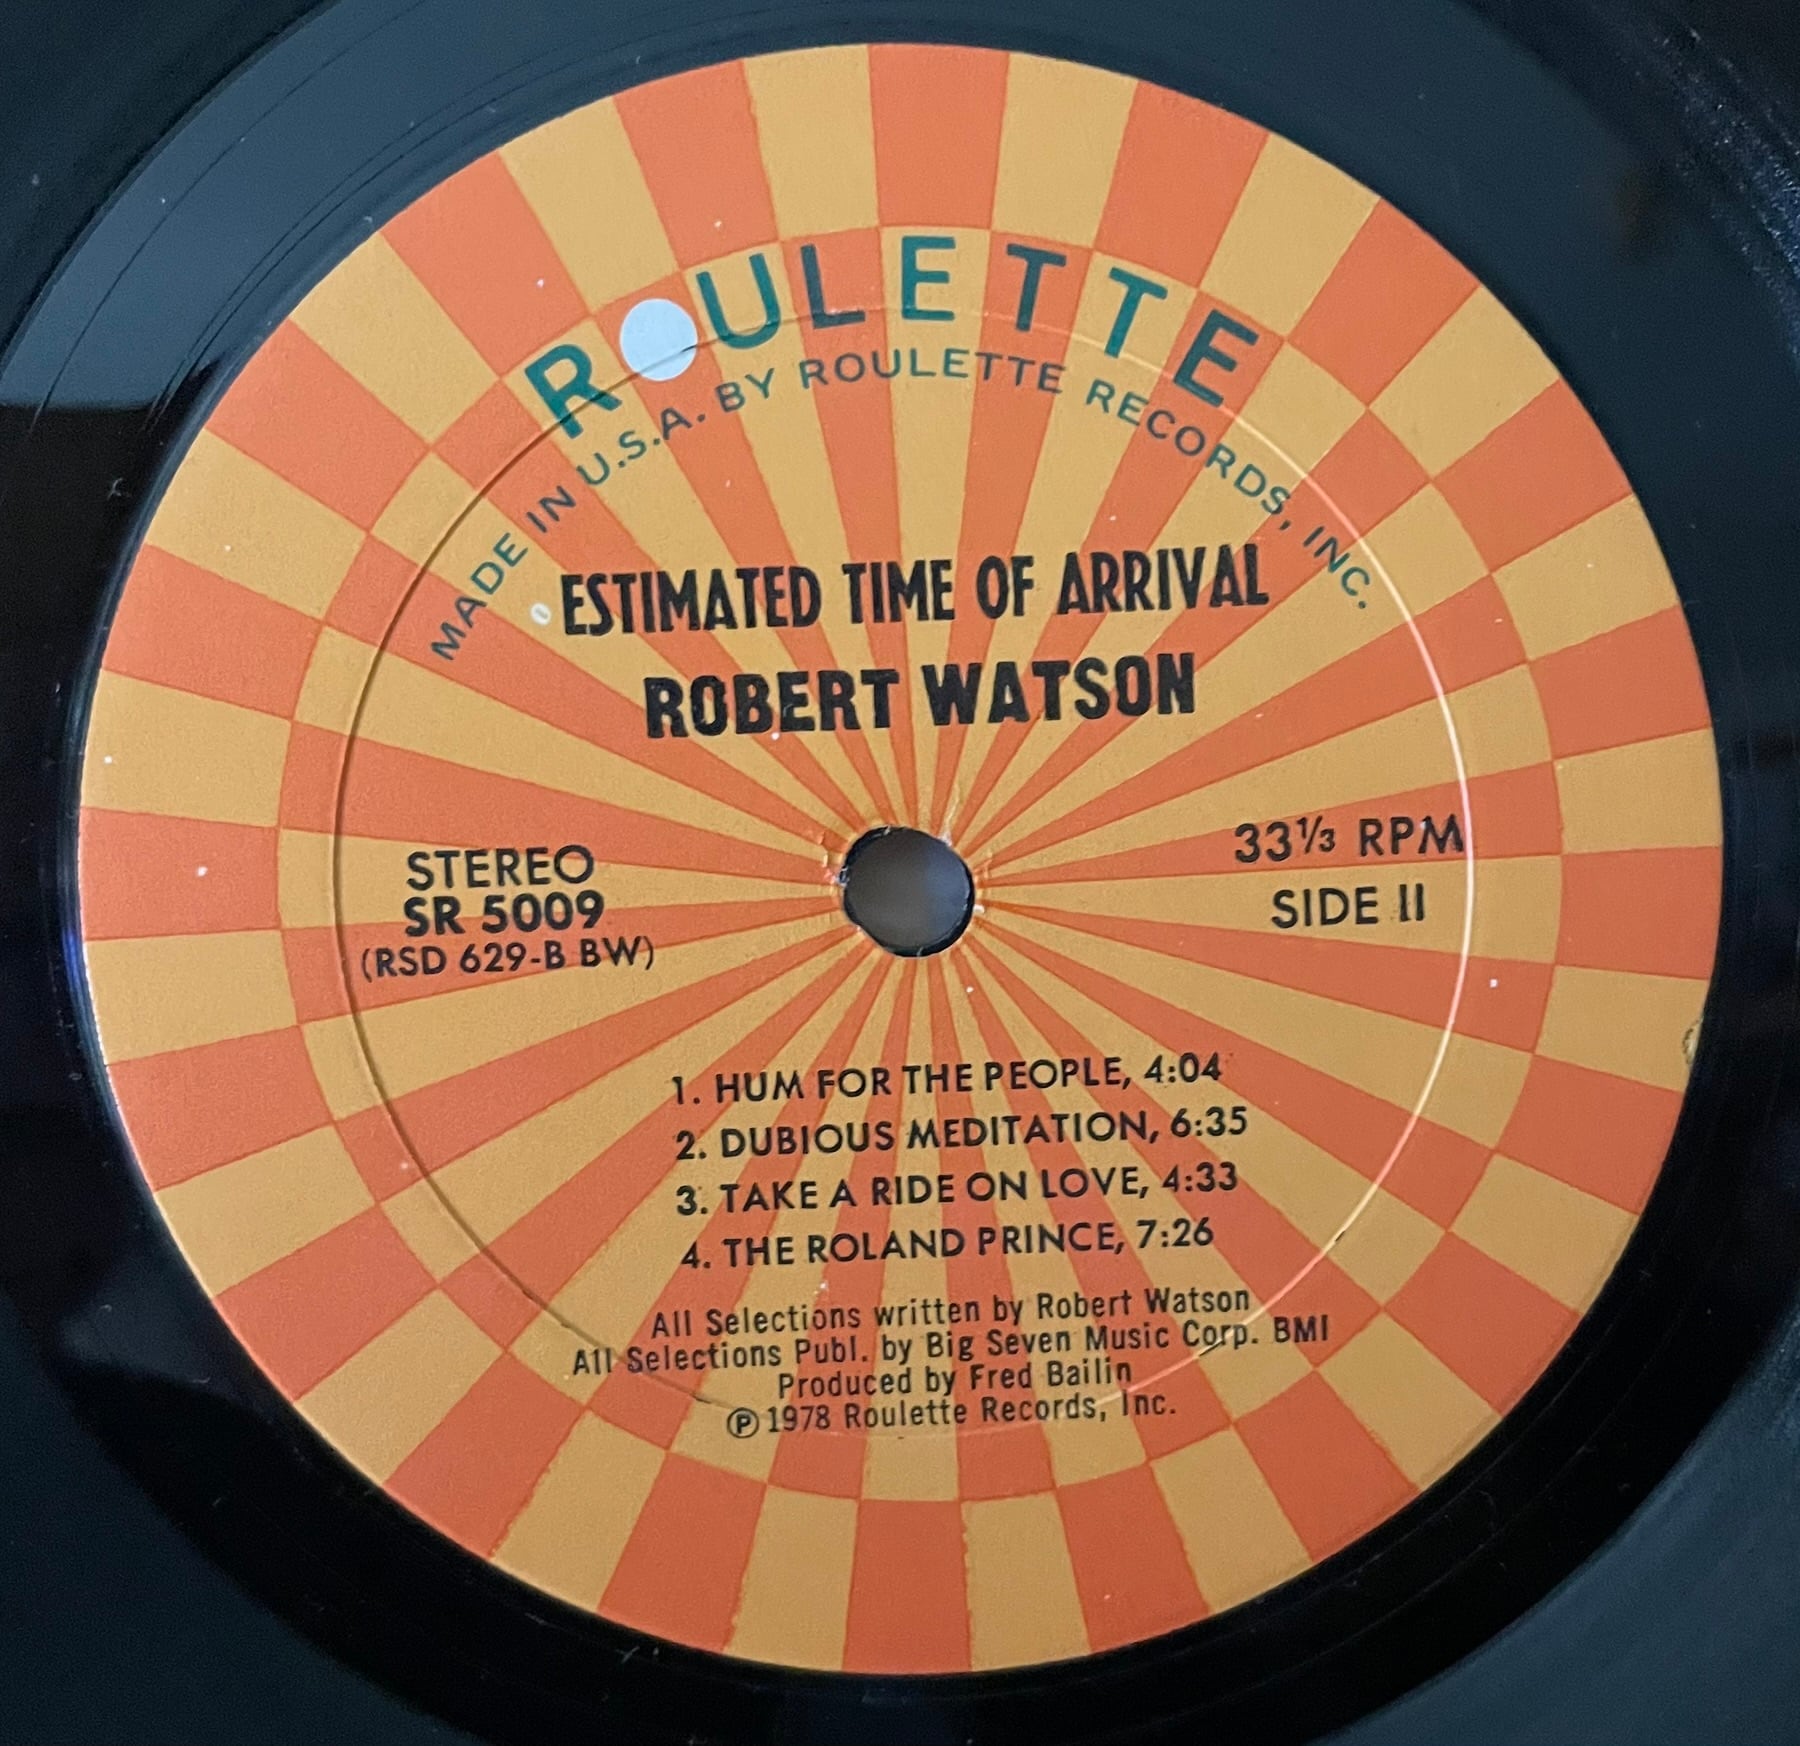 ROULETTE
MADE IN U.S.A. BY ROULETTE RECORDS, INC.
ESTIMATED TIME OF ARRIVAL
ROBERT WATSON
STEREO
SR 5009
(RSD 629-B BW)
33⅓ RPM
SIDE II
1. HUM FOR THE PEOPLE, 4:04
2. DUBIOUS MEDITATION, 6:35
3. TAKE A RIDE ON LOVE, 4:33
4. THE ROLAND PRINCE, 7:26
All Selections written by Robert Watson
All Selections Publ. by Big Seven Music Corp. BMI
Produced by Fred Bailin
℗ 1978 Roulette Records, Inc.